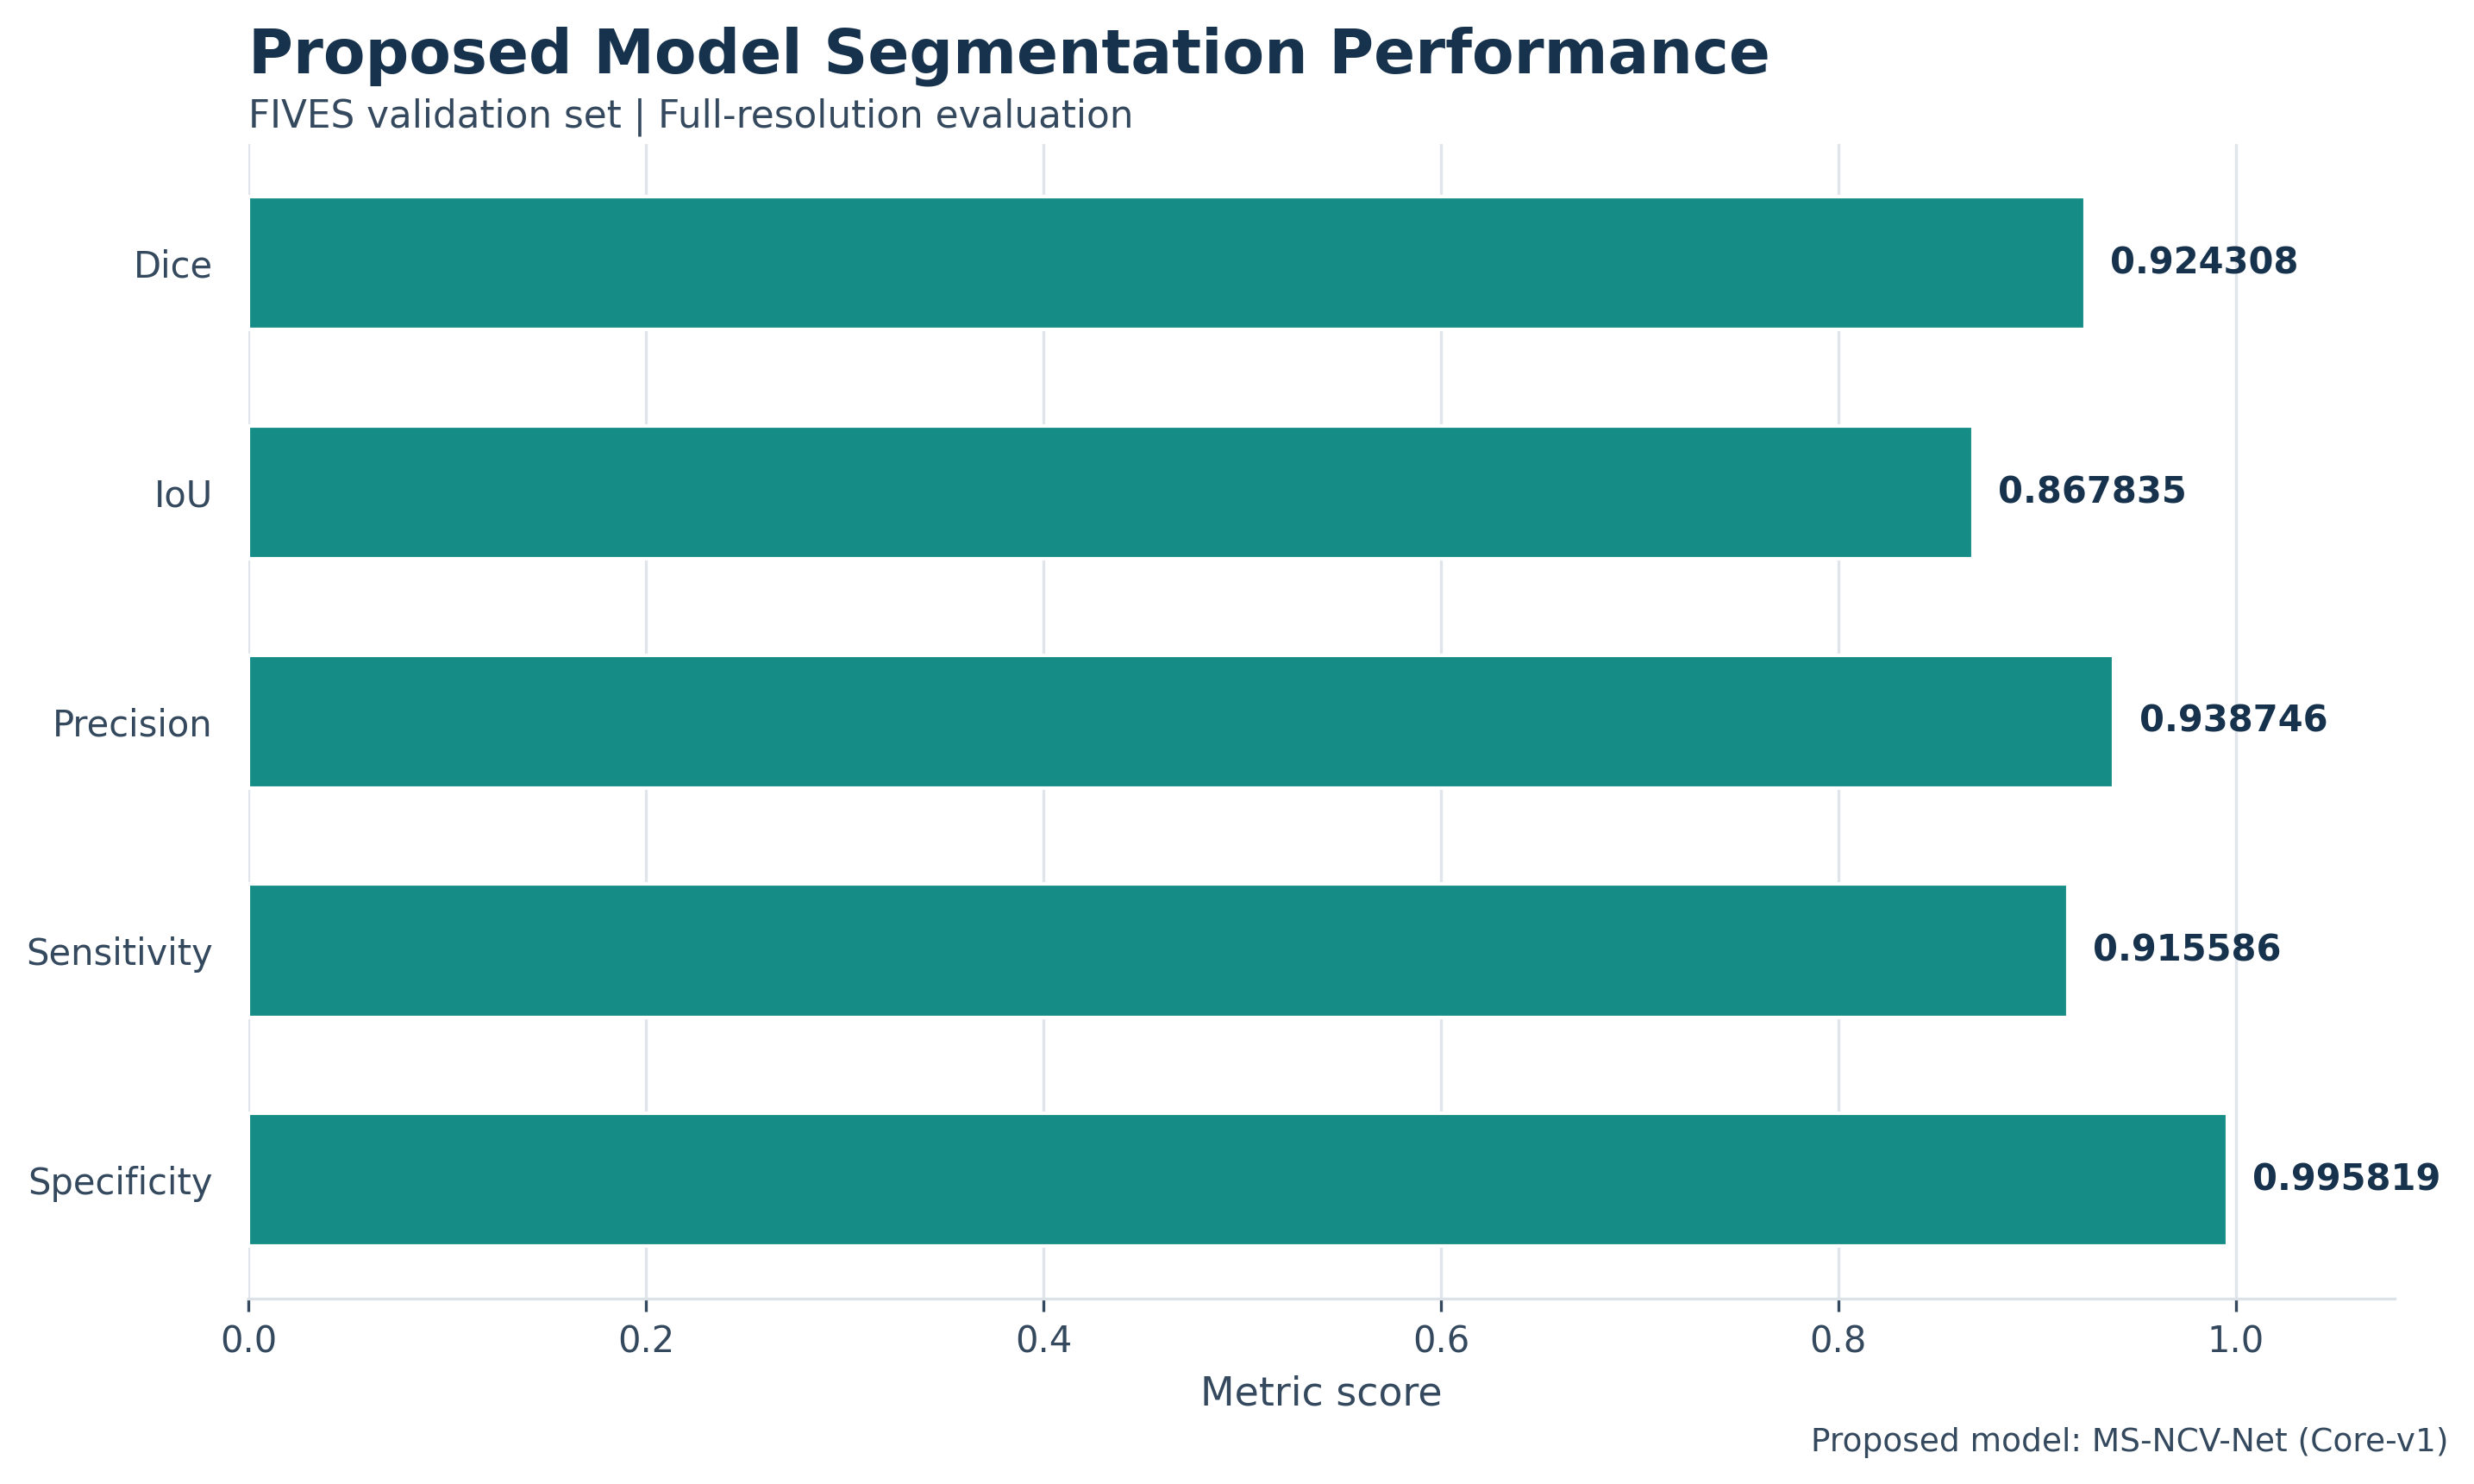 Proposed Model Segmentation Performance
FIVES validation set | Full-resolution evaluation
Dice
0.924308
IoU
0.867835
Precision
0.938746
Sensitivity
0.915586
Specificity
0.995819
0.0 0.2 0.4 0.6 0.8 1.0
Metric score
Proposed model: MS-NCV-Net (Core-v1)